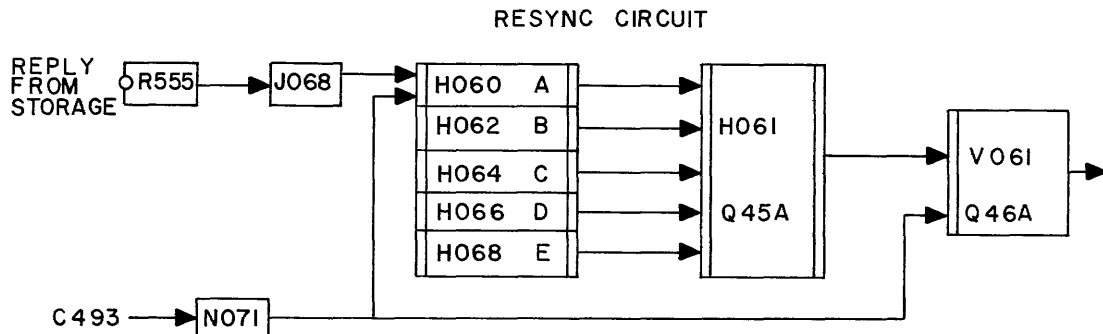 RESYNC CIRCUIT
REPLY
FROM
STORAGE
R555
J068
H060 A
H062 B
H064 C
H066 D
H068 E
H061
Q45A
V061
Q46A
C493
N071